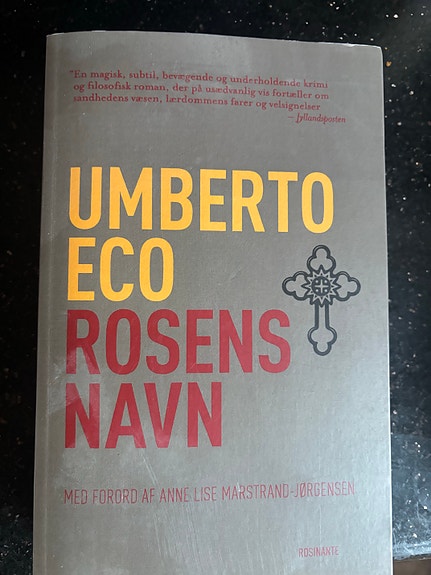 "En magisk, subtil, bevægende og underholdende krimi
og filosofisk roman, der på usædvanlig vis fortæller om
sandhedens væsen, lærdommens farer og velsignelser
— Jyllandsposten
UMBERTO
ECO
ROSENS
NAVN
MED FORORD AF ANNE LISE MARSTRAND-JØRGENSEN
ROSINANTE